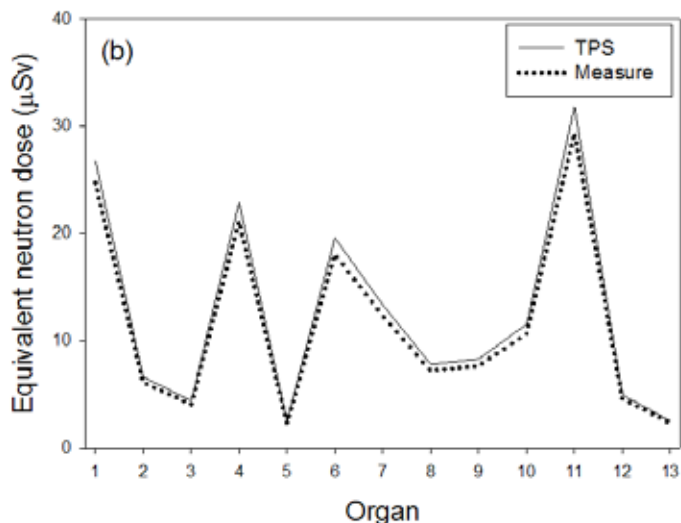 40
(b)
TPS
Measure
30
20
10
0
Equivalent neutron dose (μSv)
1 2 3 4 5 6 7 8 9 10 11 12 13
Organ